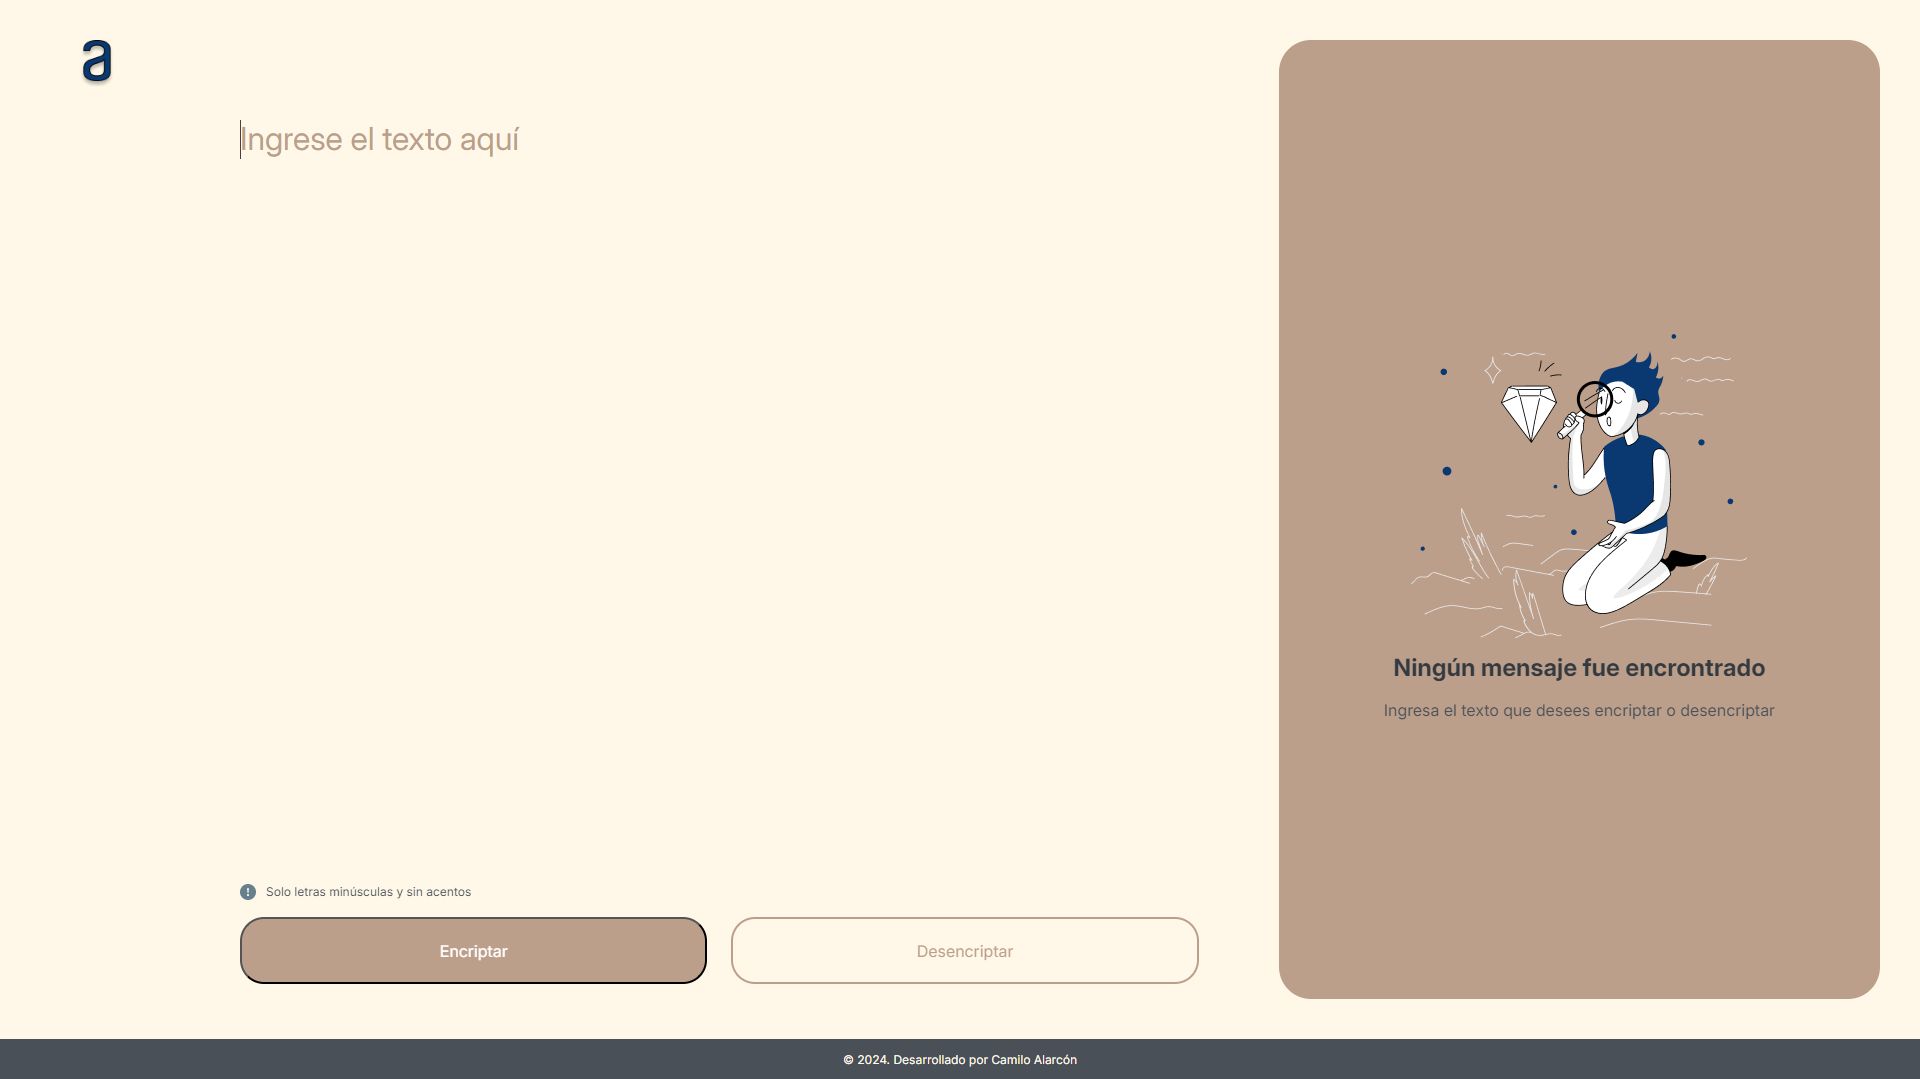 a
Ingrese el texto aquí
Solo letras minúsculas y sin acentos
Encriptar
Desencriptar
Ningún mensaje fue encrontrado
Ingresa el texto que desees encriptar o desencriptar
© 2024. Desarrollado por Camilo Alarcón